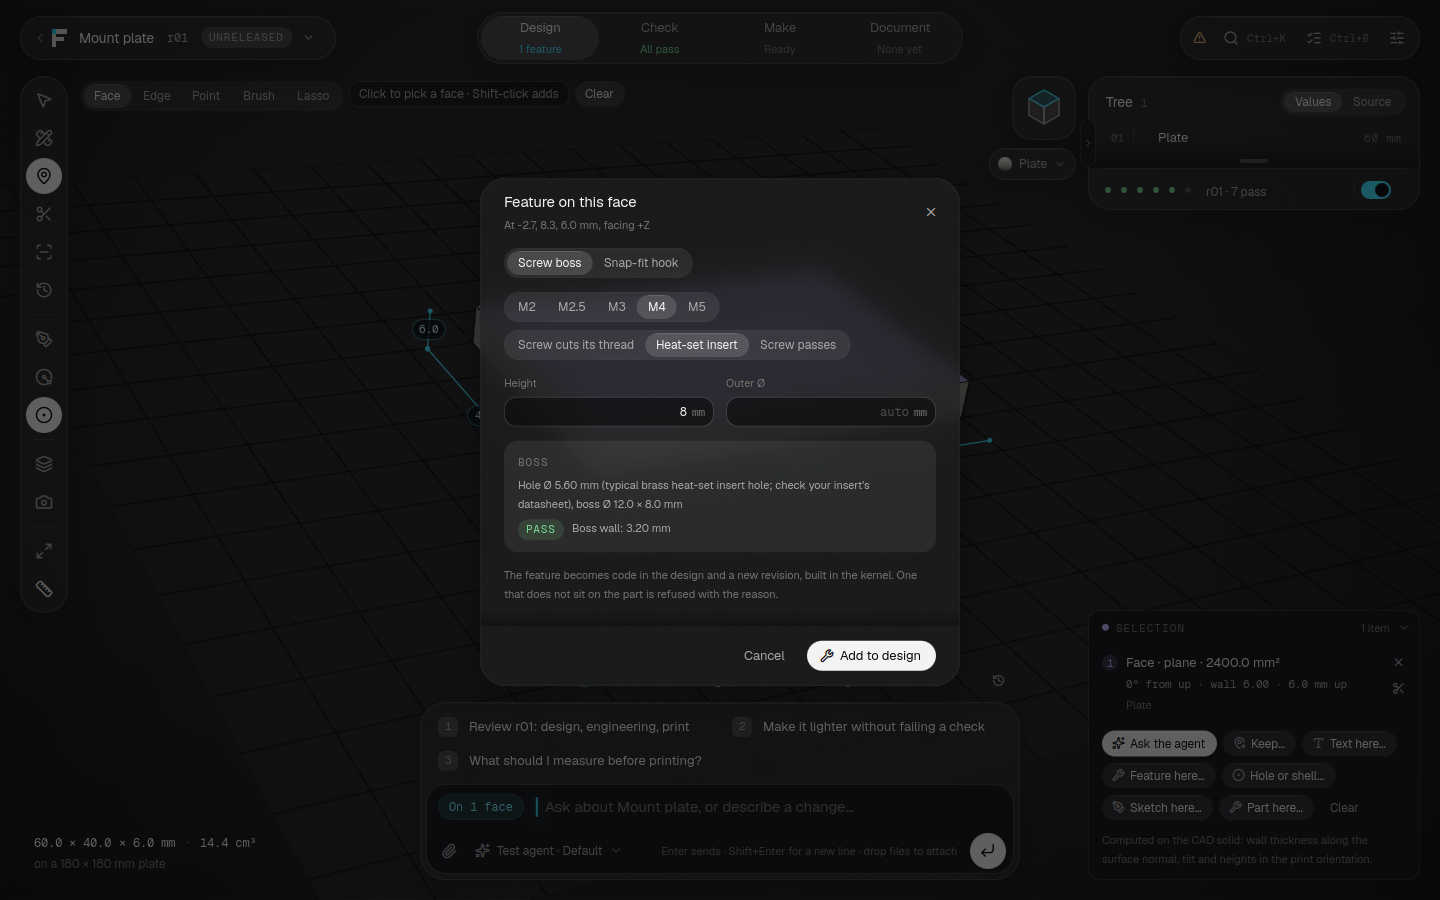 Mount plate r01 UNRELEASED
Design
1 feature
Check
All pass
Make
Ready
Document
None yet
Ctrl+K
Ctrl+B
Face Edge Point Brush Lasso
Click to pick a face · Shift-click adds
Clear
Plate
Tree 1
Values Source
01 Plate 60 mm
r01 · 7 pass
6.0
4
Feature on this face
At -2.7, 8.3, 6.0 mm, facing +Z
Screw boss Snap-fit hook
M2 M2.5 M3 M4 M5
Screw cuts its thread Heat-set insert Screw passes
Height Outer Ø
8 mm auto mm
BOSS
Hole Ø 5.60 mm (typical brass heat-set insert hole; check your insert's
datasheet), boss Ø 12.0 × 8.0 mm
PASS Boss wall: 3.20 mm
The feature becomes code in the design and a new revision, built in the kernel. One
that does not sit on the part is refused with the reason.
Cancel Add to design
SELECTION 1 item
1 Face · plane · 2400.0 mm²
0° from up · wall 6.00 · 6.0 mm up
Plate
Ask the agent Keep… Text here…
Feature here… Hole or shell…
Sketch here… Part here… Clear
Computed on the CAD solid: wall thickness along the
surface normal, tilt and heights in the print orientation.
1 Review r01: design, engineering, print 2 Make it lighter without failing a check
3 What should I measure before printing?
On 1 face Ask about Mount plate, or describe a change…
Test agent · Default Enter sends · Shift+Enter for a new line · drop files to attach
60.0 × 40.0 × 6.0 mm · 14.4 cm³
on a 180 × 180 mm plate